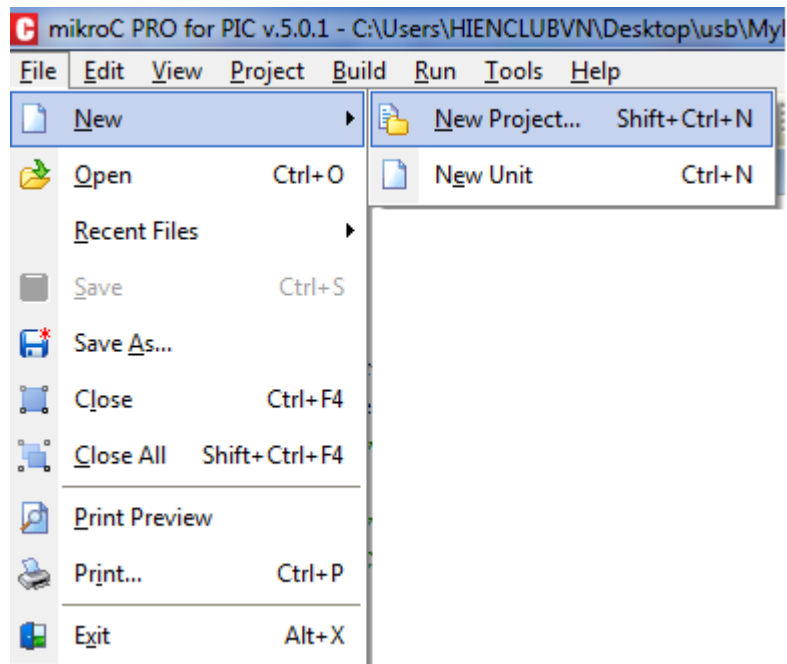 C mikroC PRO for PIC v.5.0.1 - C:\Users\HIENCLUBVN\Desktop\usb\My
File Edit View Project Build Run Tools Help
New
New Project... Shift+Ctrl+N
Open Ctrl+O
New Unit Ctrl+N
Recent Files
Save Ctrl+S
Save As...
Close Ctrl+F4
Close All Shift+Ctrl+F4
Print Preview
Print... Ctrl+P
Exit Alt+X